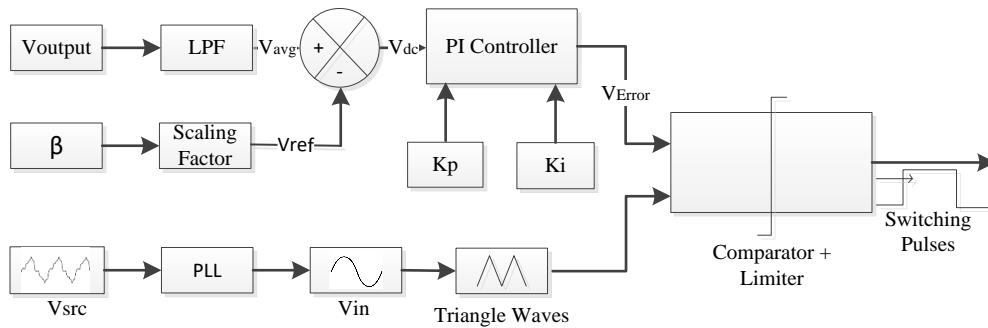 Voutput
LPF
Vavg
+
-
Vdc
PI Controller
VError
β
Scaling
Factor
Vref
Kp
Ki
Switching
Pulses
Comparator +
Limiter
PLL
Vsrc
Vin
Triangle Waves